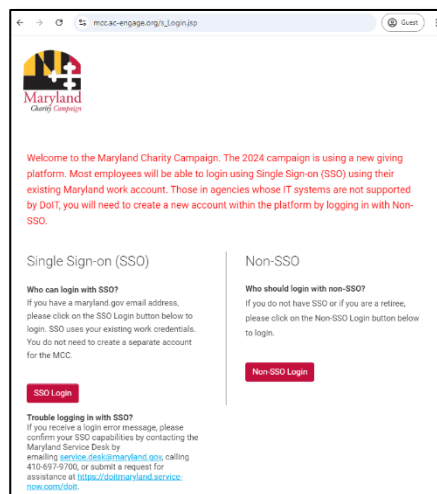 mcc.ac-engage.org/s_Login.jsp
Guest
Maryland
Charity Campaign
Welcome to the Maryland Charity Campaign. The 2024 campaign is using a new giving
platform. Most employees will be able to login using Single Sign-on (SSO) using their
existing Maryland work account. Those in agencies whose IT systems are not supported
by DoIT, you will need to create a new account within the platform by logging in with Non-
SSO.
Single Sign-on (SSO)
Who can login with SSO?
If you have a maryland.gov email address,
please click on the SSO Login button below to
login. SSO uses your existing work credentials.
You do not need to create a separate account
for the MCC.
SSO Login
Trouble logging in with SSO?
If you receive a login error message, please
confirm your SSO capabilities by contacting the
Maryland Service Desk by
emailing service.desk@maryland.gov, calling
410-697-9700, or submit a request for
assistance at https://doitmaryland.service-
now.com/doit.
Non-SSO
Who should login with non-SSO?
If you do not have SSO or if you are a retiree,
please click on the Non-SSO Login button below
to login.
Non-SSO Login